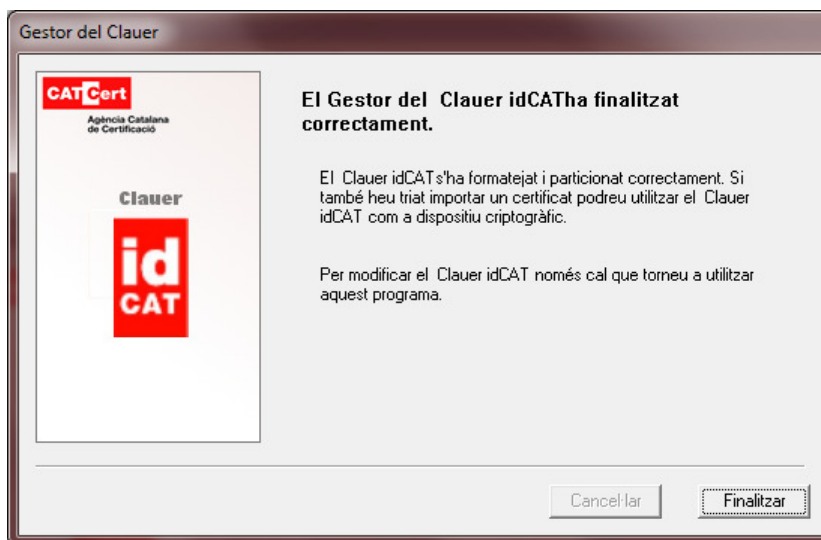 Gestor del Clauer
CATCert
Agència Catalana
de Certificació
Clauer
id
CAT
El Gestor del Clauer idCATha finalitzat
correctament.
El Clauer idCATs'ha formatejat i particionat correctament. Si
també heu triat importar un certificat podreu utilitzar el Clauer
idCAT com a dispositiu criptogràfic.
Per modificar el Clauer idCAT només cal que torneu a utilitzar
aquest programa.
Cancel·lar
Finalitzar